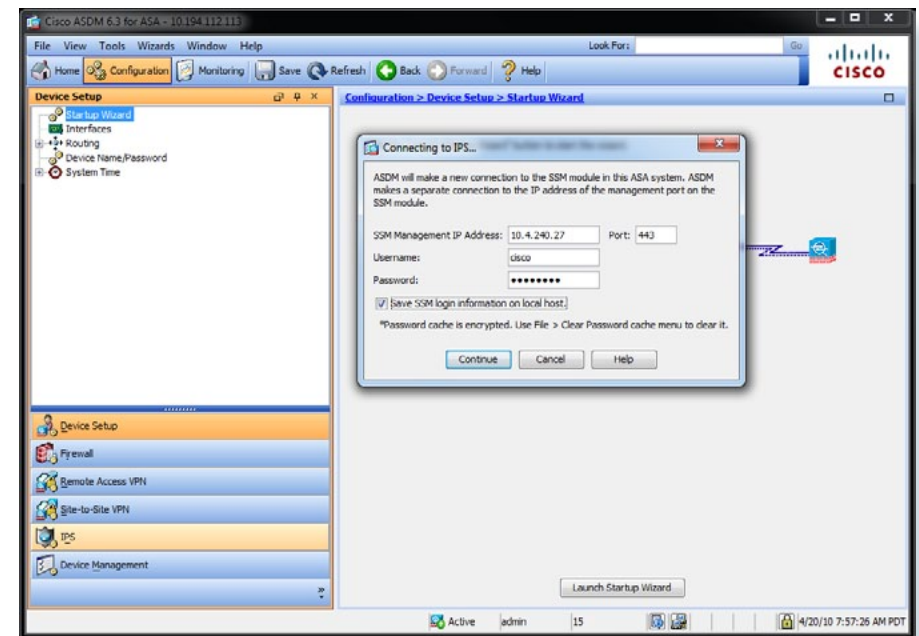 Cisco ASDM 6.3 for ASA - 10.194.112.113
File View Tools Wizards Window Help
Look For:
Go
Home Configuration Monitoring Save Refresh Back Forward Help
CISCO
Device Setup
Startup Wizard
Interfaces
Routing
Device Name/Password
System Time
Configuration > Device Setup > Startup Wizard
Connecting to IPS...
ASDM will make a new connection to the SSM module in this ASA system. ASDM
makes a separate connection to the IP address of the management port on the
SSM module.
SSM Management IP Address: 10.4.240.27 Port: 443
Username: cisco
Password: ••••••••
Save SSM login information on local host.
*Password cache is encrypted. Use File > Clear Password cache menu to clear it.
Continue Cancel Help
Device Setup
Firewall
Remote Access VPN
Site-to-Site VPN
IPS
Device Management
Launch Startup Wizard
Active admin 15 4/20/10 7:57:26 AM PDT